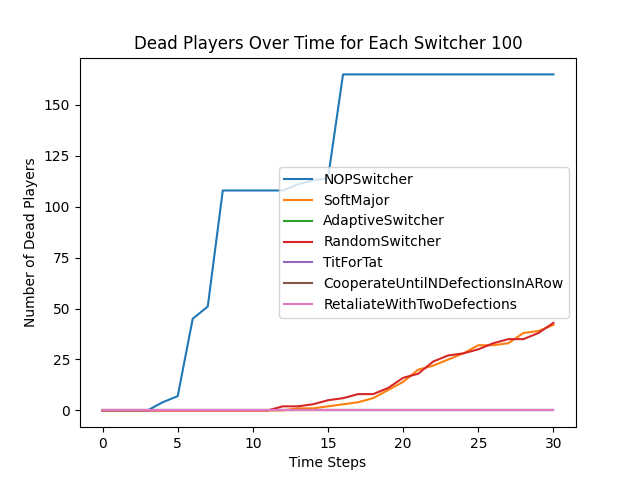 Dead Players Over Time for Each Switcher 100
Number of Dead Players
150
125
100
75
50
25
0
NOPSwitcher
SoftMajor
AdaptiveSwitcher
RandomSwitcher
TitForTat
CooperateUntilNDefectionsInARow
RetaliateWithTwoDefections
0 5 10 15 20 25 30
Time Steps